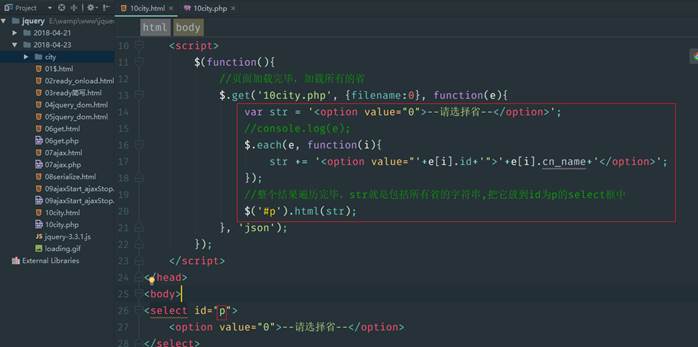 Project
10city.html
10city.php
jquery E:\wamp\www\jquer
2018-04-21
2018-04-23
city
01$.html
02ready_onload.html
03ready简写.html
04jquery_dom.html
05jquery_dom.html
06get.html
06get.php
07ajax.html
07ajax.php
08serialize.html
09ajaxStart_ajaxStop.
09ajaxStart_ajaxStop.
10city.html
10city.php
jquery-3.3.1.js
loading.gif
External Libraries
html body
10 <script>
11 $(function(){
12 //页面加载完毕，加载所有的省
13 $.get('10city.php', {filename:0}, function(e){
14 var str = '<option value="0">--请选择省--</option>';
15 //console.log(e);
16 $.each(e, function(i){
17 str += '<option value="'+e[i].id+'">'+e[i].cn_name+'</option>';
18 });
19 //整个结果遍历完毕，str就是包括所有省的字符串,把它放到id为p的select框中
20 $('#p').html(str);
21 }, 'json');
22 });
23 </script>
24 </head>
25 <body>
26 <select id="p">
27 <option value="0">--请选择省--</option>
28 </select>